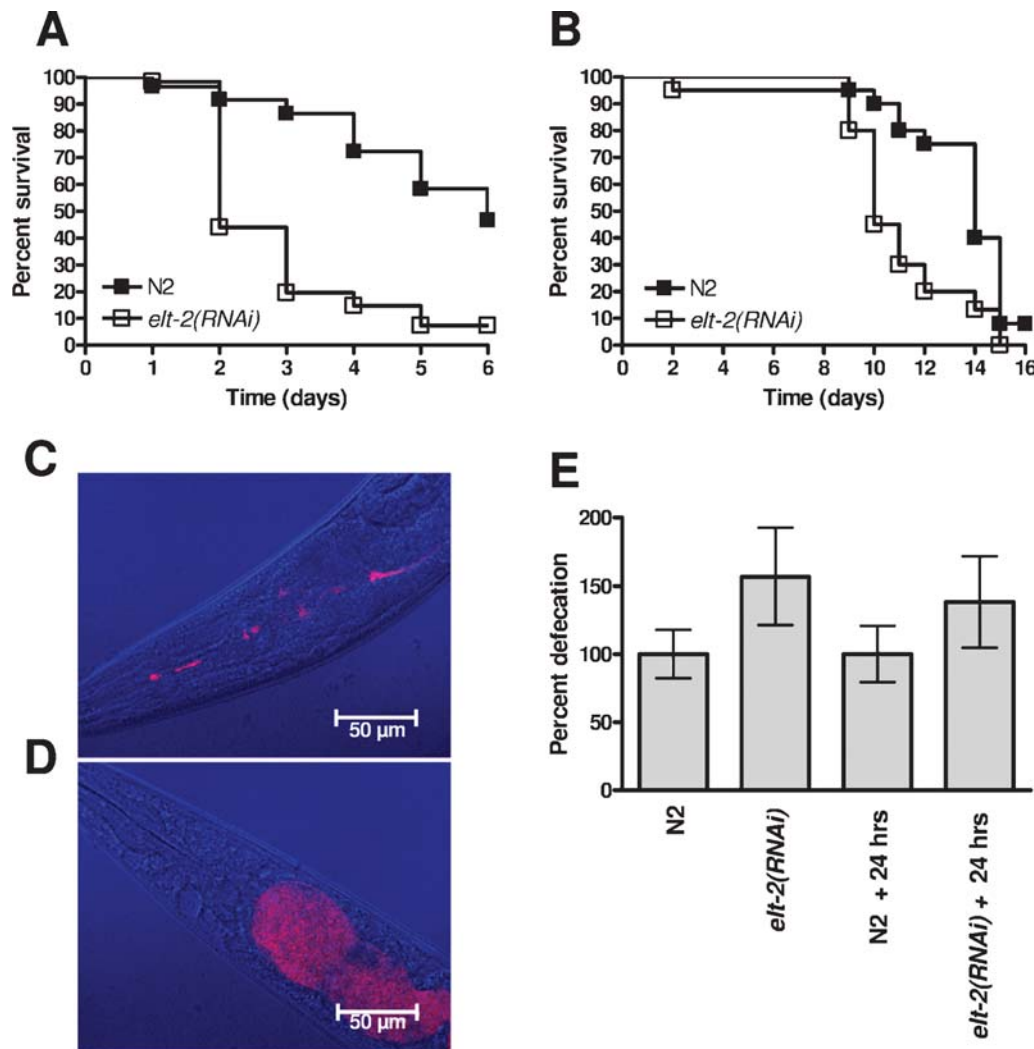 A
Percent survival
100
90
80
70
60
50
40
30
20
10
0
N2
elt-2(RNAi)
0 1 2 3 4 5 6
Time (days)
B
Percent survival
100
90
80
70
60
50
40
30
20
10
0
N2
elt-2(RNAi)
0 2 4 6 8 10 12 14 16
Time (days)
C
50 µm
D
50 µm
E
Percent defecation
200
150
100
50
0
N2
elt-2(RNAi)
N2 + 24 hrs
elt-2(RNAi) + 24 hrs